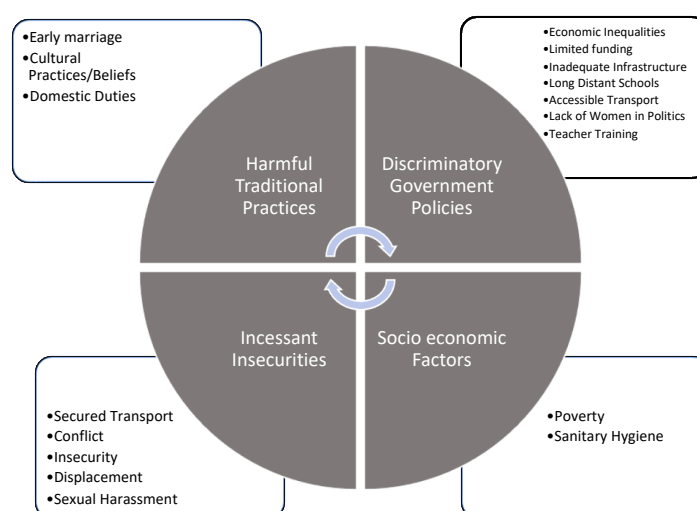 •Early marriage
•Cultural
Practices/Beliefs
•Domestic Duties
•Economic Inequalities
•Limited funding
•Inadequate Infrastructure
•Long Distant Schools
•Accessible Transport
•Lack of Women in Politics
•Teacher Training
Harmful
Traditional
Practices
Discriminatory
Government
Policies
Incessant
Insecurities
Socio economic
Factors
•Secured Transport
•Conflict
•Insecurity
•Displacement
•Sexual Harassment
•Poverty
•Sanitary Hygiene